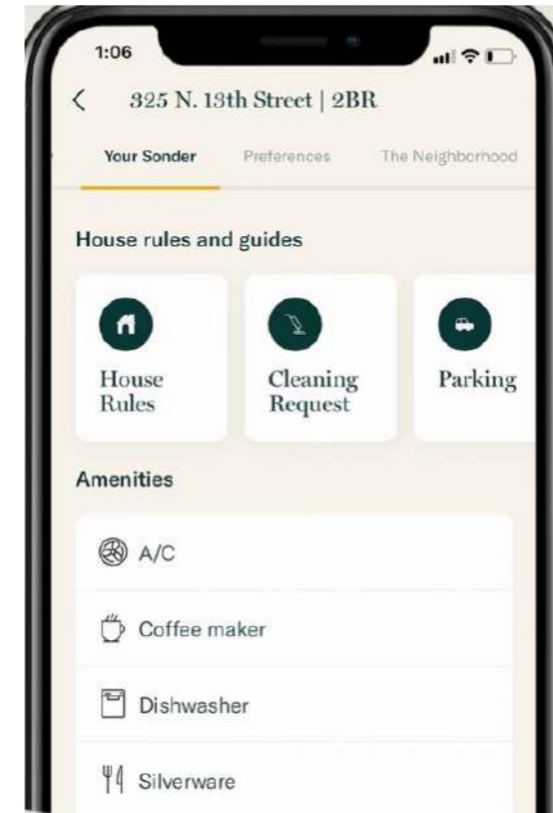 1:06
325 N. 13th Street | 2BR
Your Sonder Preferences The Neighborhood
House rules and guides
House
Rules
Cleaning
Request
Parking
Amenities
A/C
Coffee maker
Dishwasher
Silverware